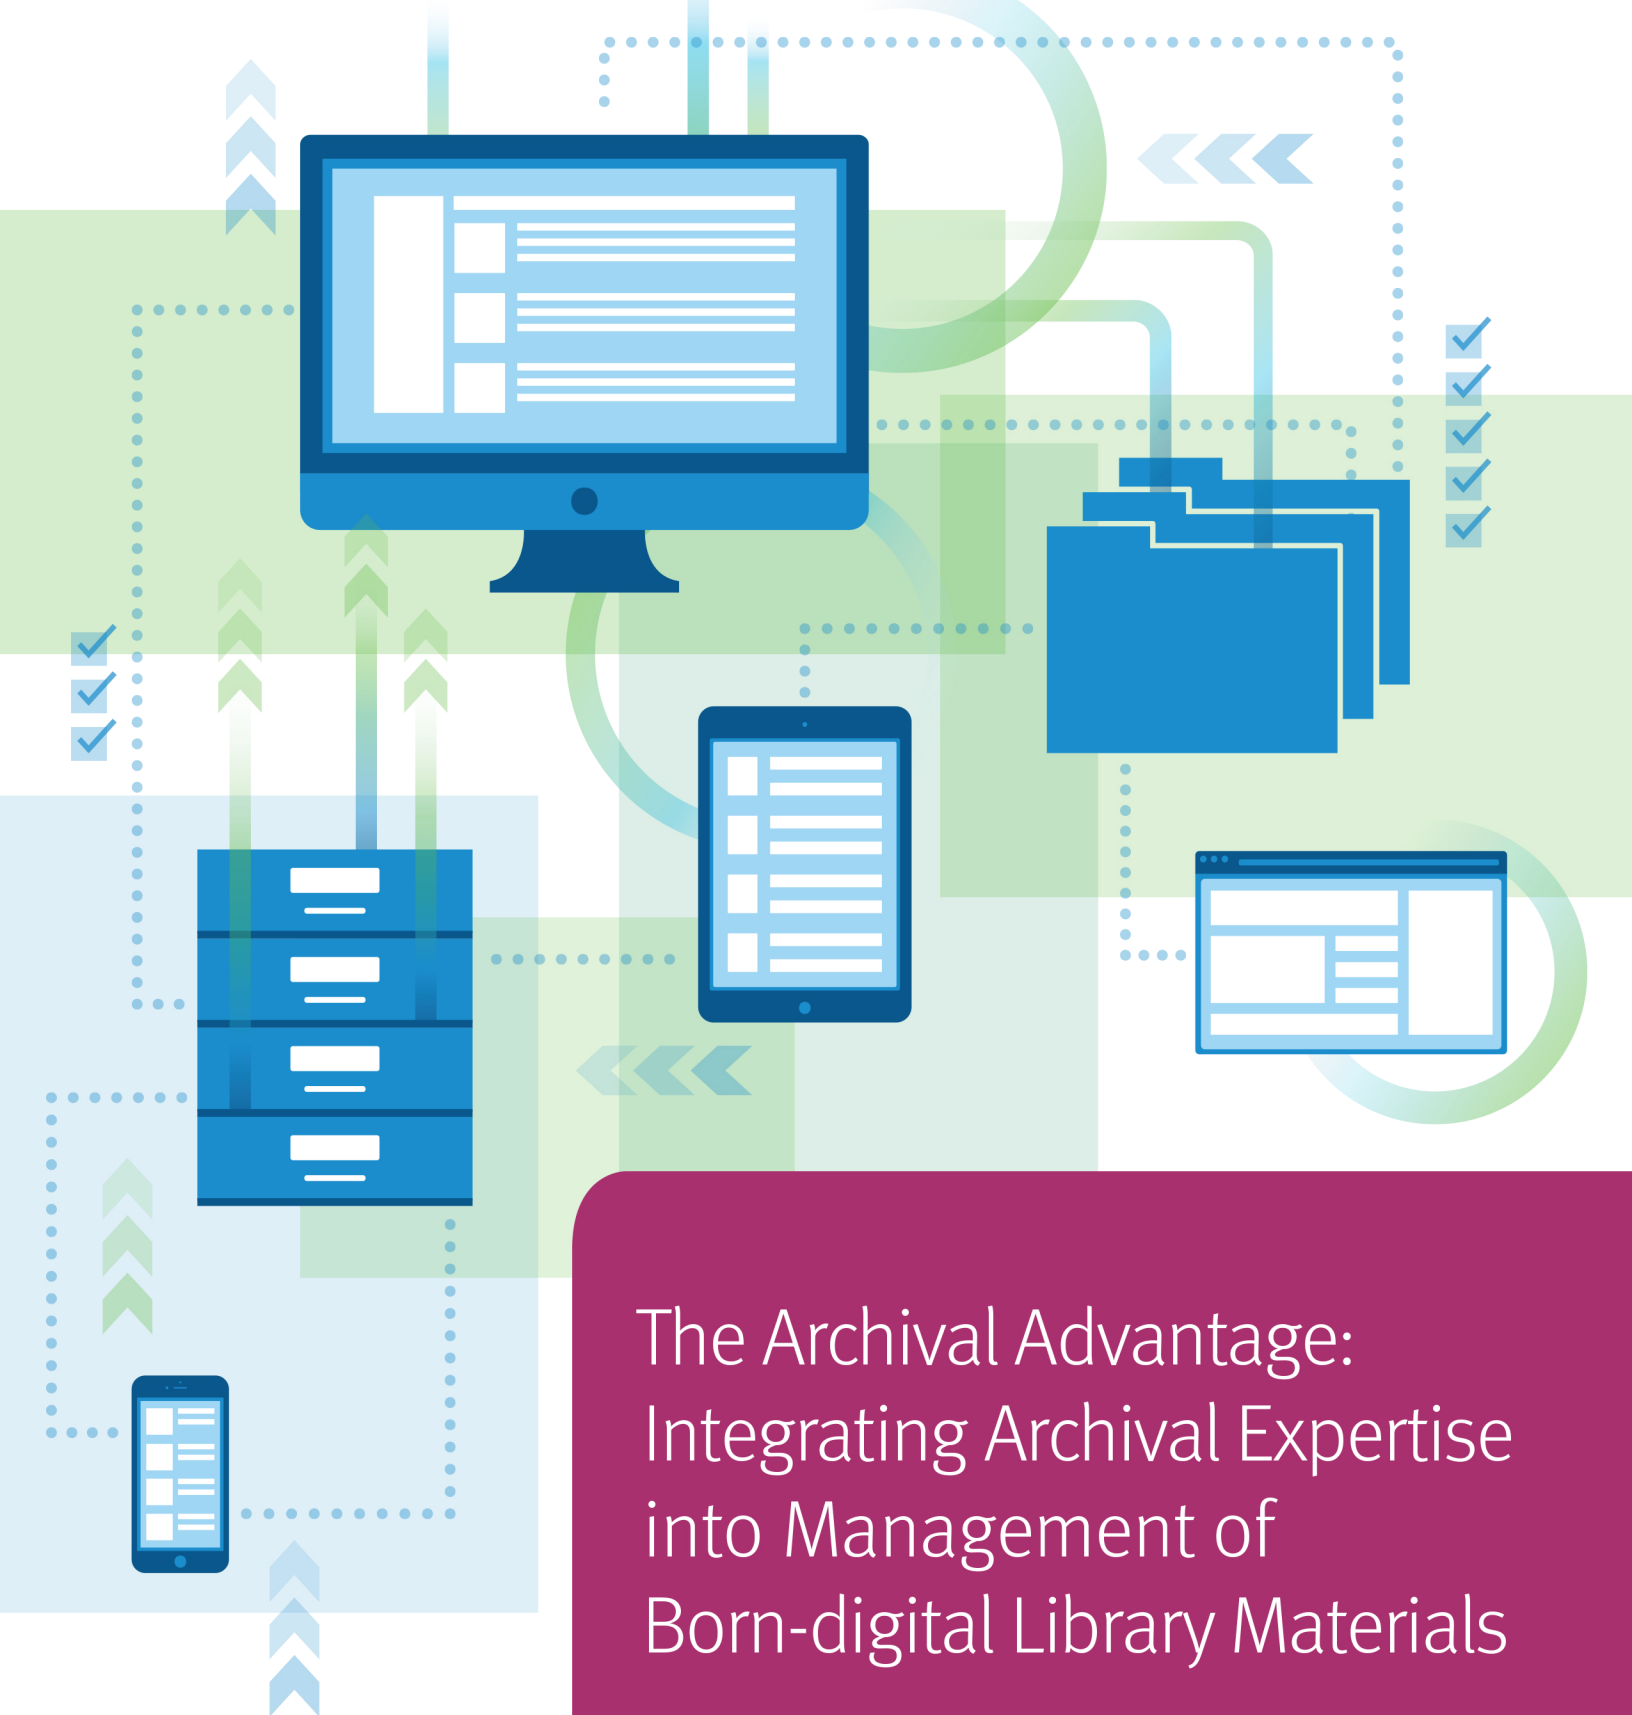 The Archival Advantage:
Integrating Archival Expertise
into Management of
Born-digital Library Materials